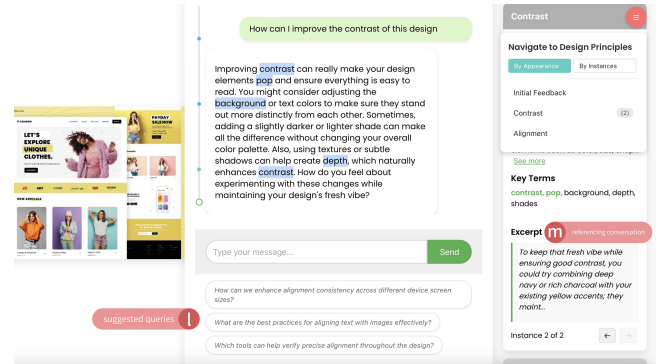 How can I improve the contrast of this design
Improving contrast can really make your design
elements pop and ensure everything is easy to
read. You might consider adjusting the
background or text colors to make sure they stand
out more distinctly from each other. Sometimes,
adding a slightly darker or lighter shade can make
all the difference without changing your overall
color palette. Also, using textures or subtle
shadows can help create depth, which naturally
enhances contrast. How do you feel about
experimenting with these changes while
maintaining your design's fresh vibe?
LET'S
EXPLORE
UNIQUE
CLOTHES.
NEW ARRIVALS
PAYDAY
SALE NOW
Type your message...
Send
suggested queries
l
How can we enhance alignment consistency across different device screen
sizes?
What are the best practices for aligning text with images effectively?
Which tools can help verify precise alignment throughout the design?
Contrast
Navigate to Design Principles
By Appearance
By Instances
Initial Feedback
Contrast (2)
Alignment
See more
Key Terms
contrast, pop, background, depth,
shades
Excerpt
m referencing conversation
To keep that fresh vibe while
ensuring good contrast, you
could try combining deep
navy or rich charcoal with your
existing yellow accents; they
maint...
Instance 2 of 2
← →